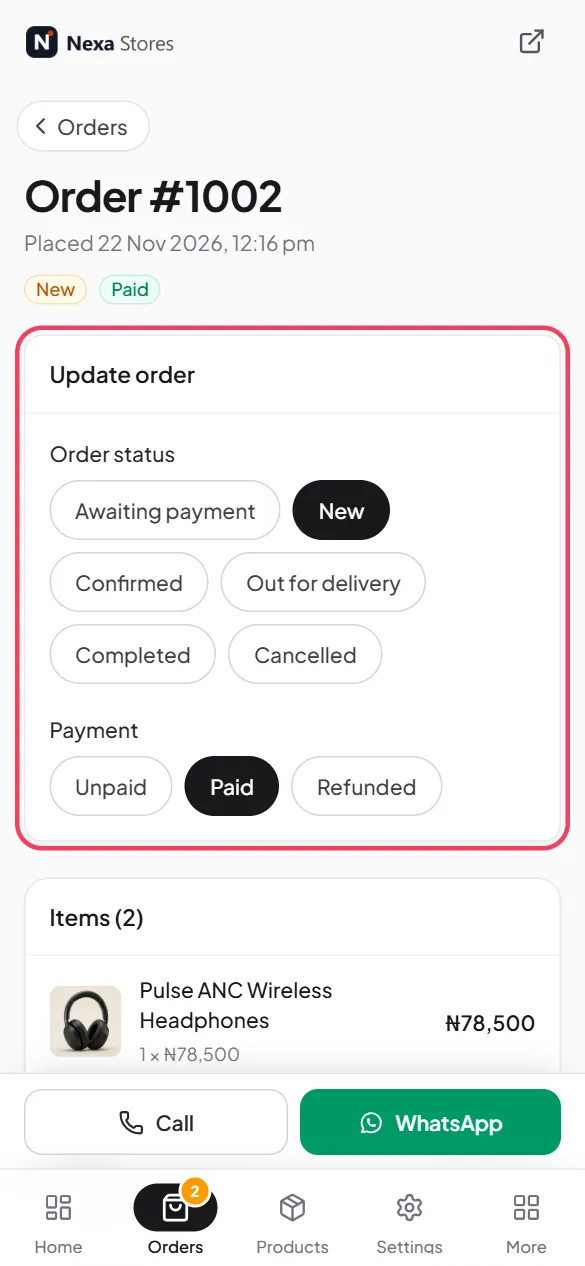 N Nexa Stores
Orders
Order #1002
Placed 22 Nov 2026, 12:16 pm
New Paid
Update order
Order status
Awaiting payment New
Confirmed Out for delivery
Completed Cancelled
Payment
Unpaid Paid Refunded
Items (2)
Pulse ANC Wireless
Headphones
₦78,500
1 x ₦78,500
Call WhatsApp
2
Home Orders Products Settings More